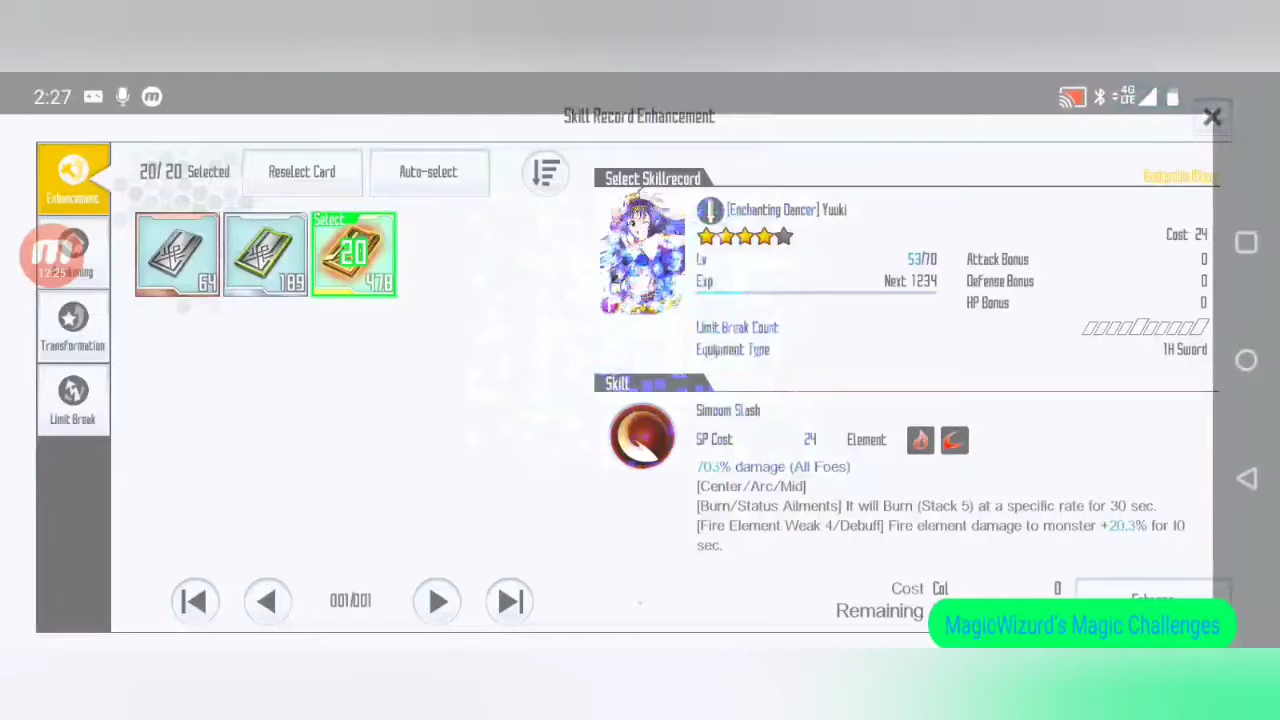 2:27
4G
LTE
Skill Record Enhancement
20/ 20 Selected
Reselect Card
Auto-select
Enhancement
12:25
Transformation
Limit Break
64
189
Select
20
478
Select Skillrecord
[Enchanting Dancer] Yuuki
Cost 24
Lv 53/70
Attack Bonus 0
Exp Next 1234
Defense Bonus 0
HP Bonus 0
Limit Break Count
Equipment Type 1H Sword
Skill
Simoom Slash
SP Cost 24 Element
703% damage (All Foes)
[Center/Arc/Mid]
[Burn/Status Ailments] It will Burn (Stack 5) at a specific rate for 30 sec.
[Fire Element Weak 4/Debuff] Fire element damage to monster +20.3% for 10
sec.
001/001
Cost Col 0
Remaining
MagicWizurd's Magic Challenges